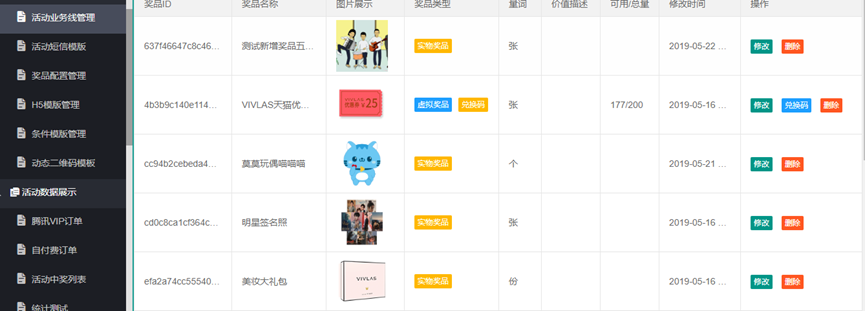 活动业务线管理
活动短信模版
奖品配置管理
H5模版管理
条件模版管理
动态二维码模板
活动数据展示
腾讯VIP订单
自付费订单
活动中奖列表
统计测试
奖品ID 奖品名称 图片展示 奖品类型 量词 价值描述 可用/总量 修改时间 操作
637f46647c8c46... 测试新增奖品五... 实物奖品 张 2019-05-22 ... 修改 删除
4b3b9c140e114... VIVLAS天猫优... 优惠券 ¥25 虚拟奖品 兑换码 张 177/200 2019-05-16 ... 修改 兑换码 删除
cc94b2cebeda4... 莫莫玩偶喵喵喵 实物奖品 个 2019-05-21 ... 修改 删除
cd0c8ca1cf364c... 明星签名照 实物奖品 张 2019-05-16 ... 修改 删除
efa2a74cc55540... 美妆大礼包 VIVLAS 实物奖品 份 2019-05-16 ... 修改 删除